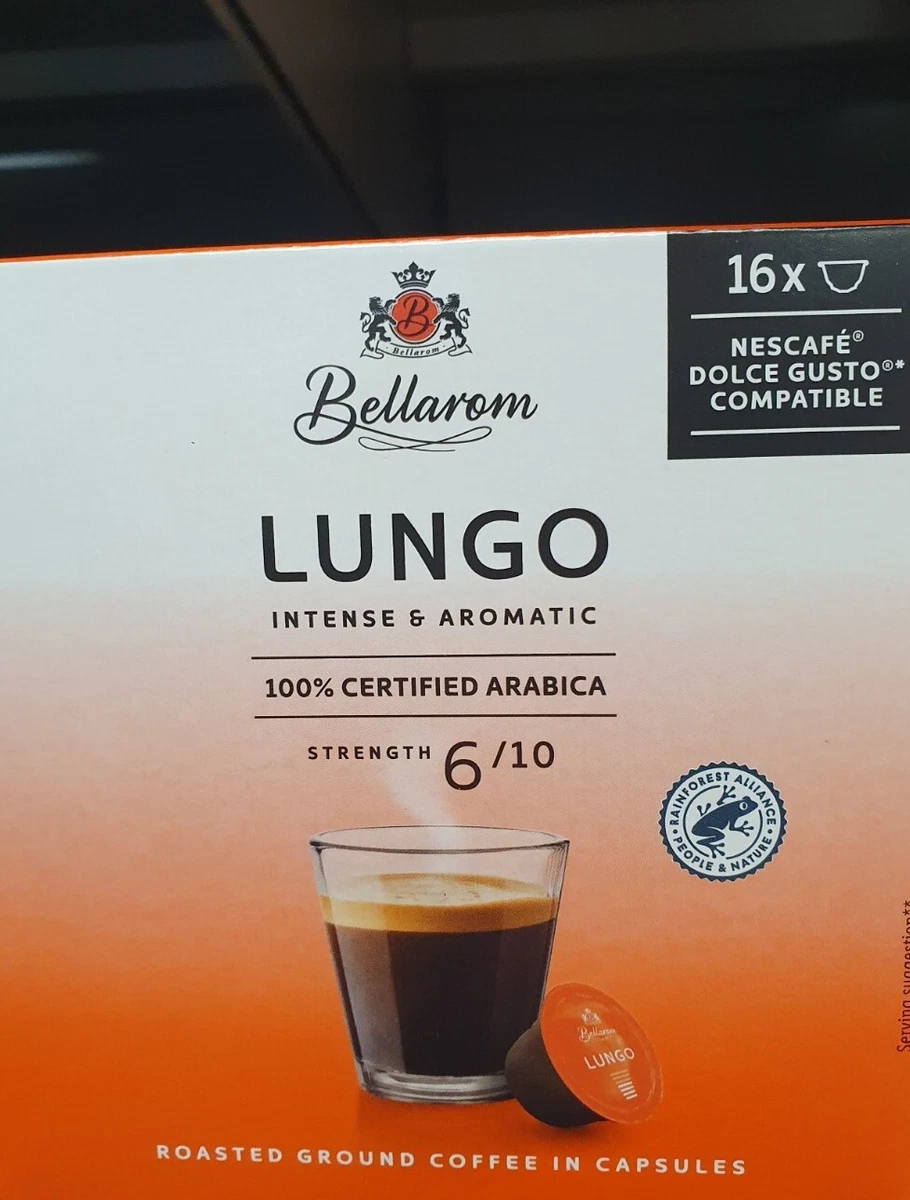 16x
NESCAFÉ®
DOLCE GUSTO®*
COMPATIBLE
B
Bellarom
Bellarom
LUNGO
INTENSE & AROMATIC
100% CERTIFIED ARABICA
STRENGTH 6/10
RAINFOREST ALLIANCE
PEOPLE & NATURE
Serving suggestion**
Bellarom
LUNGO
ROASTED GROUND COFFEE IN CAPSULES